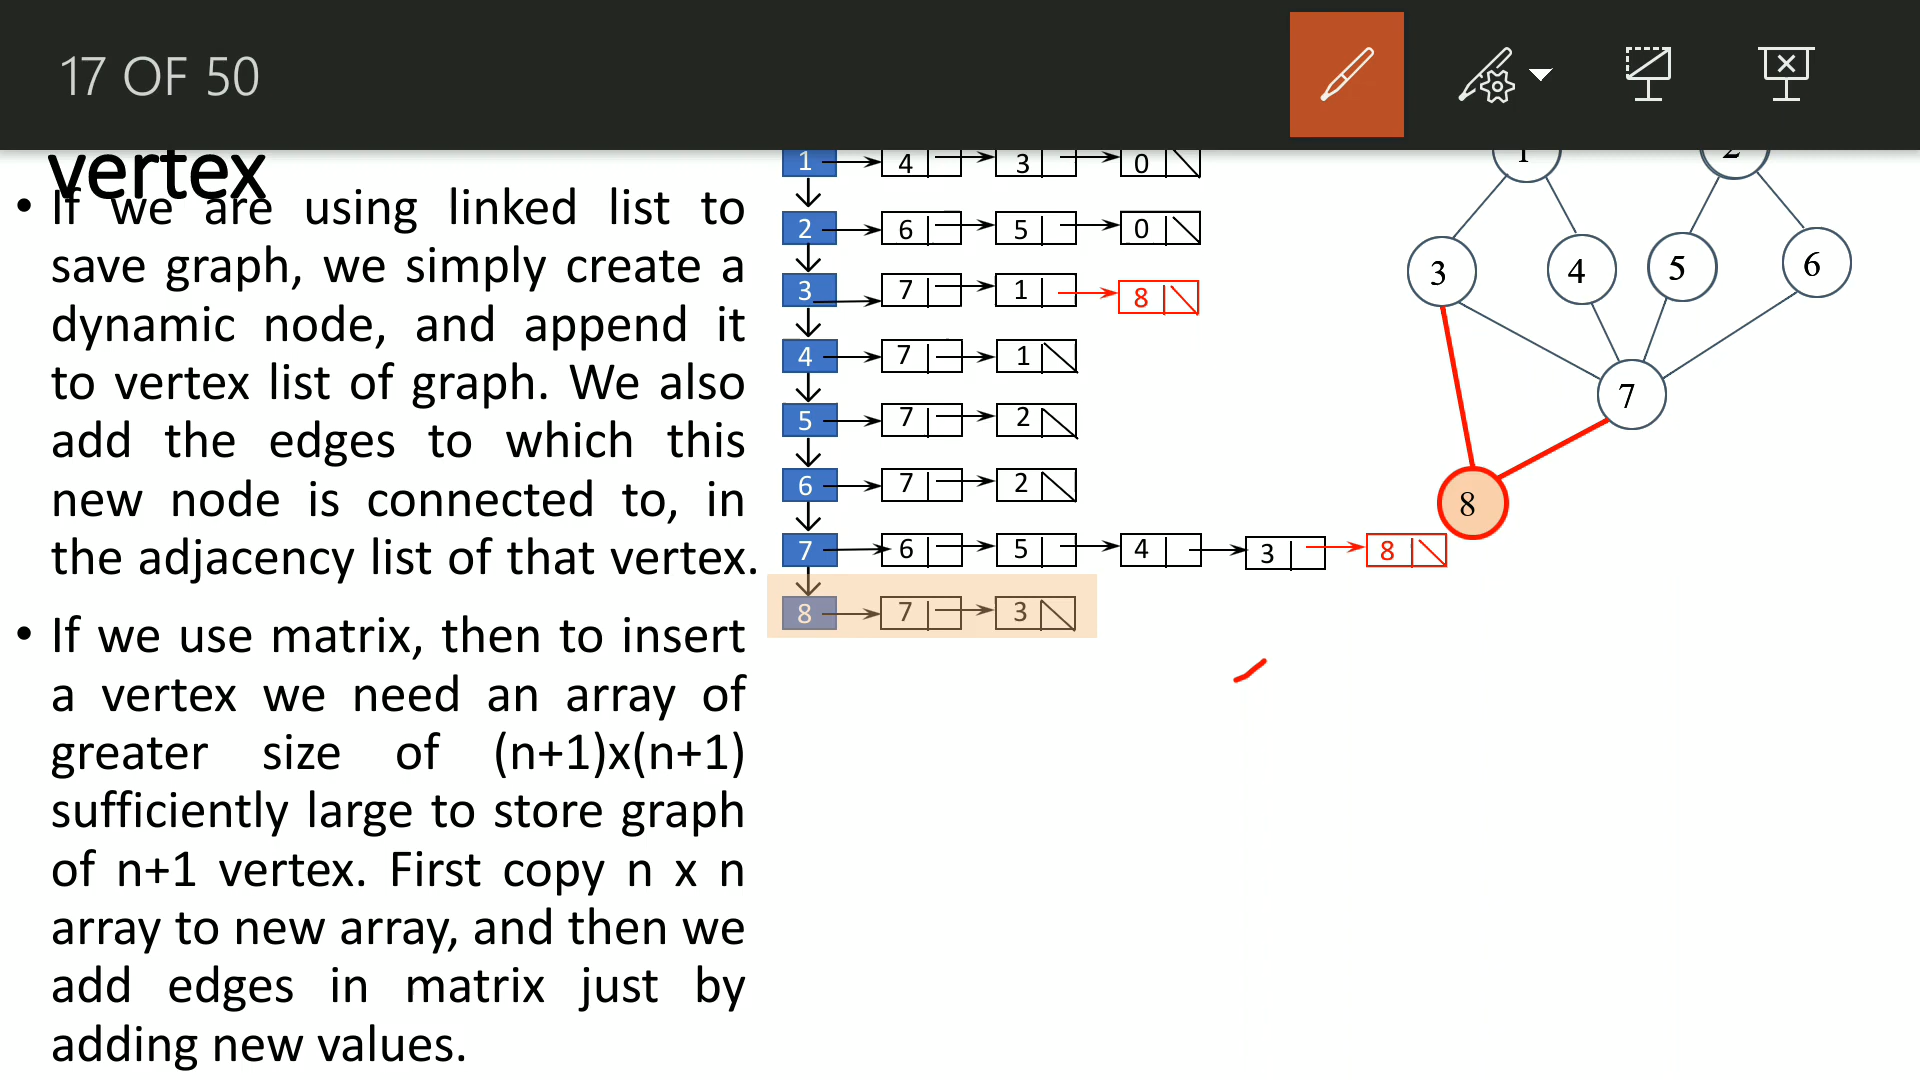 17 OF 50
vertex
• If we are using linked list to
save graph, we simply create a
dynamic node, and append it
to vertex list of graph. We also
add the edges to which this
new node is connected to, in
the adjacency list of that vertex.
• If we use matrix, then to insert
a vertex we need an array of
greater size of (n+1)x(n+1)
sufficiently large to store graph
of n+1 vertex. First copy n x n
array to new array, and then we
add edges in matrix just by
adding new values.
1 4 3 0
2 6 5 0
3 7 1 8
4 7 1
5 7 2
6 7 2
7 6 5 4 3 8
8 7 3
1 2
3 4 5 6
7
8